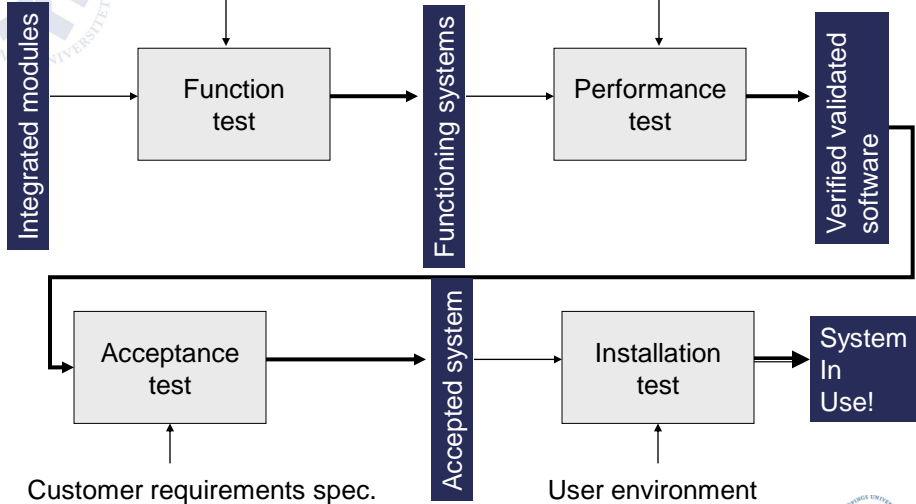 Integrated modules
Function
test
Functioning systems
Performance
test
Verified validated
software
Acceptance
test
Accepted system
Installation
test
System
In
Use!
Customer requirements spec.
User environment